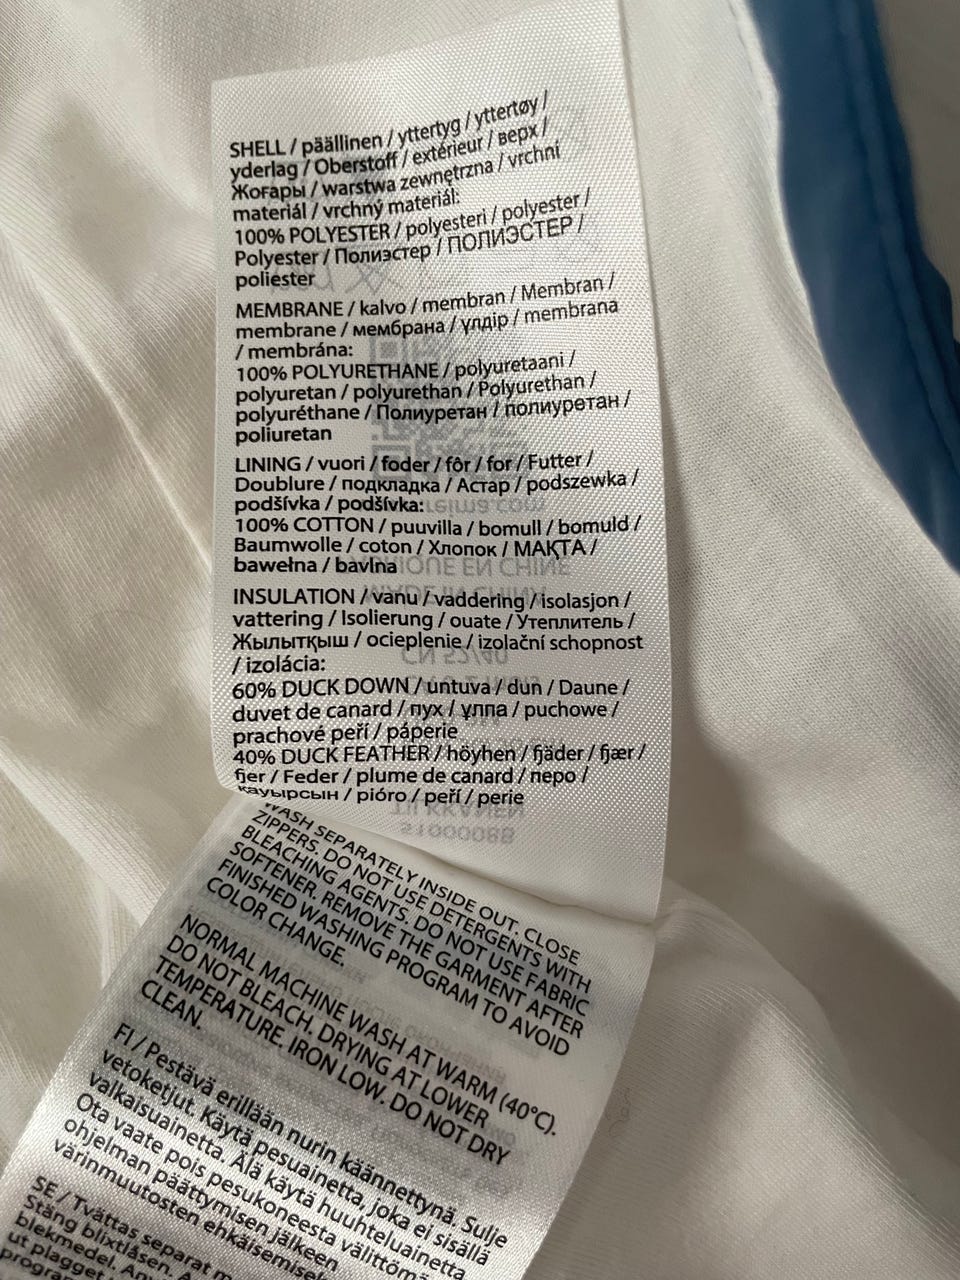 SHELL / päällinen / yttertyg / yttertøy /
yderlag / Oberstoff / extérieur / верх /
Жоғары / warstwa zewnętrzna / vrchní
materiál / vrchný materiál:
100% POLYESTER / polyesteri / polyester /
Polyester / Полиэстер / ПОЛИЭСТЕР /
poliester
MEMBRANE / kalvo / membran / Membran /
membrane / мембрана / үлдір / membrana
/ membrána:
100% POLYURETHANE / polyuretaani /
polyuretan / polyurethan / Polyurethan /
polyuréthane / Полиуретан / полиуретан /
poliuretan
LINING / vuori / foder / fôr / for / Futter /
Doublure / подкладка / Астар / podszewka /
podšívka / podšívka:
100% COTTON / puuvilla / bomull / bomuld /
Baumwolle / coton / Хлопок / МАҚТА /
bawełna / bavlna
INSULATION / vanu / vaddering / isolasjon /
vattering / Isolierung / ouate / Утеплитель /
Жылытқыш / ocieplenie / izolační schopnost
/ izolácia:
60% DUCK DOWN / untuva / dun / Daune /
duvet de canard / пух / ұлпа / puchowe /
prachové peří / páperie
40% DUCK FEATHER / höyhen / fjäder / fjær /
fjer / Feder / plume de canard / перо /
қауырсын / pióro / peří / perie
WASH SEPARATELY INSIDE OUT. CLOSE
ZIPPERS. DO NOT USE DETERGENTS WITH
BLEACHING AGENTS. DO NOT USE FABRIC
SOFTENER. REMOVE THE GARMENT AFTER
FINISHED WASHING PROGRAM TO AVOID
COLOR CHANGE.
NORMAL MACHINE WASH AT WARM (40°C).
DO NOT BLEACH. DRYING AT LOWER
TEMPERATURE. IRON LOW. DO NOT DRY
CLEAN.
FI / Pestävä erillään nurin käännettynä. Sulje
vetoketjut. Käytä pesuainetta, joka ei sisällä
valkaisuainetta. Älä käytä huuhteluainetta
Ota vaate pois pesukoneesta välittömä
ohjelman päättymisen jälkeen
värinmuutosten ehkäisemisek
SE / Tvättas separat m
Stäng blixtlåsen. A
blekmedel. Anv
ut plagget
program